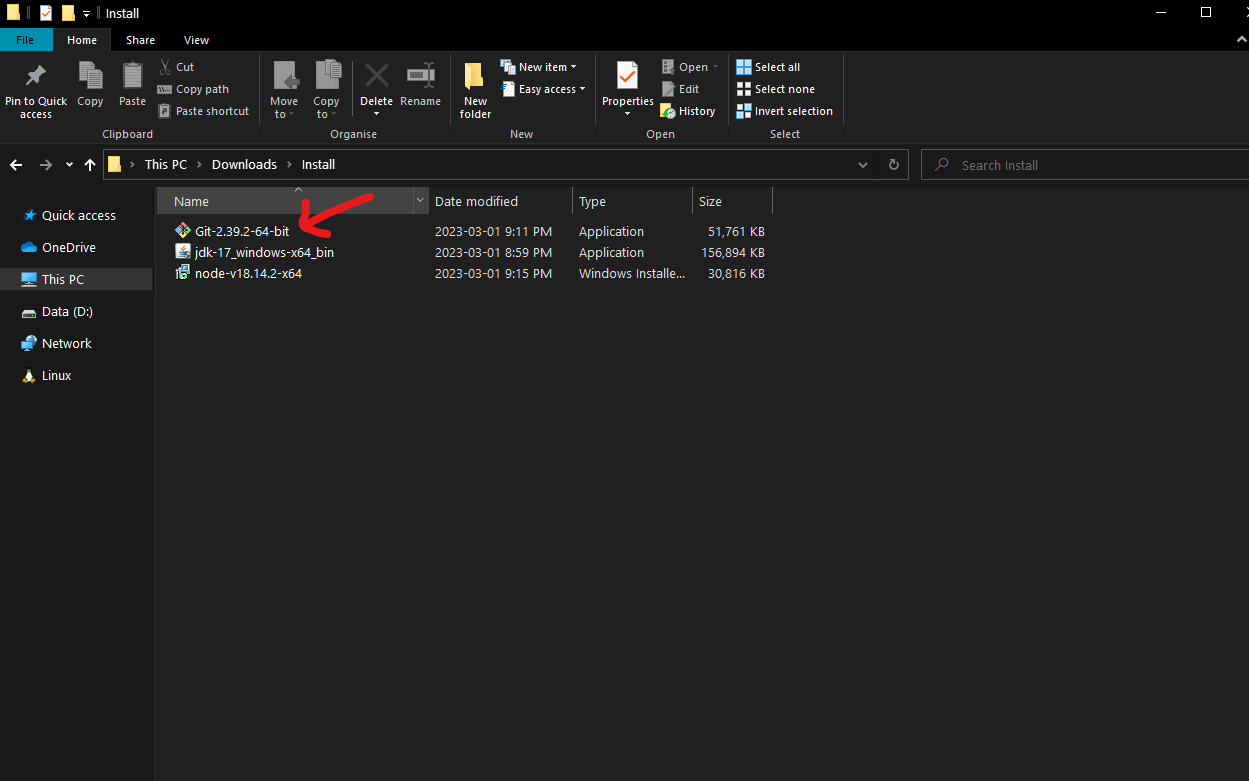 Install
File Home Share View
Pin to Quick access
Copy
Paste
Cut
Copy path
Paste shortcut
Clipboard
Move to
Copy to
Delete
Rename
Organise
New folder
New item
Easy access
New
Properties
Open
Edit
History
Open
Select all
Select none
Invert selection
Select
This PC > Downloads > Install
Search Install
Quick access
OneDrive
This PC
Data (D:)
Network
Linux
Name Date modified Type Size
Git-2.39.2-64-bit 2023-03-01 9:11 PM Application 51,761 KB
jdk-17_windows-x64_bin 2023-03-01 8:59 PM Application 156,894 KB
node-v18.14.2-x64 2023-03-01 9:15 PM Windows Installe... 30,816 KB